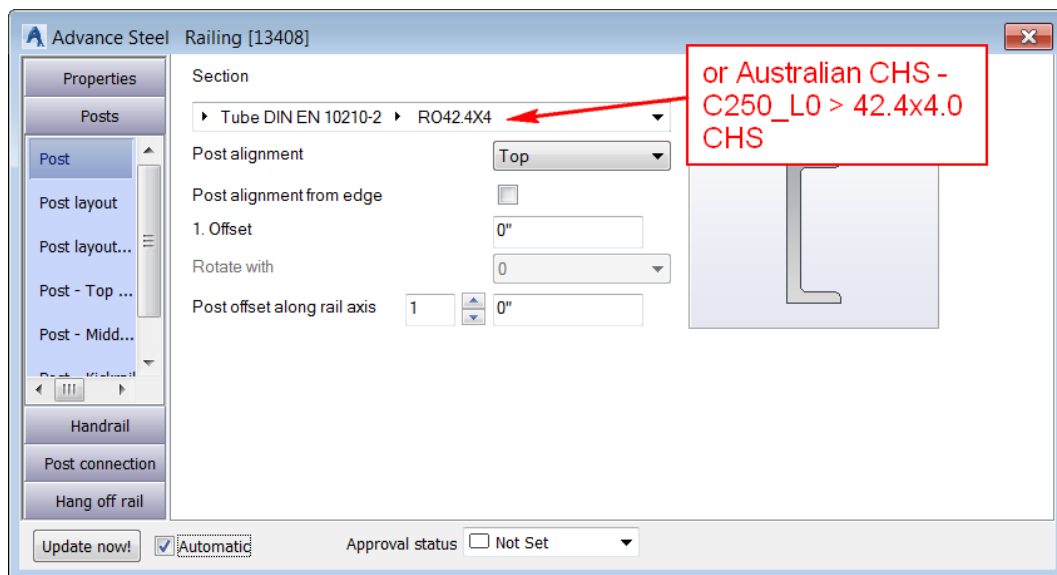 Advance Steel Railing [13408]
Properties
Posts
Post
Post layout
Post layout...
Post - Top ...
Post - Midd...
Post - Kickrail
Handrail
Post connection
Hang off rail
Section
Tube DIN EN 10210-2 RO42.4X4
Post alignment Top
Post alignment from edge
1. Offset 0"
Rotate with 0
Post offset along rail axis 1 0"
or Australian CHS -
C250_L0 > 42.4x4.0
CHS
Update now! Automatic Approval status Not Set